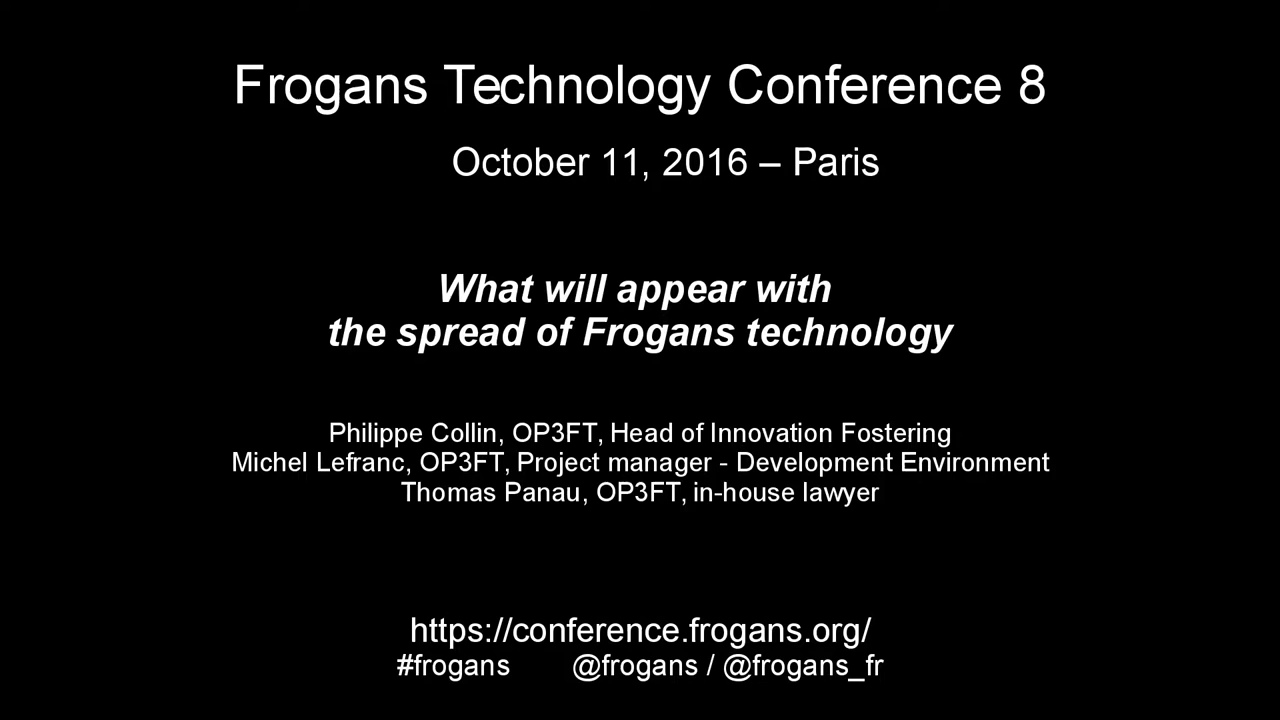 Frogans Technology Conference 8
October 11, 2016 – Paris
What will appear with
the spread of Frogans technology
Philippe Collin, OP3FT, Head of Innovation Fostering
Michel Lefranc, OP3FT, Project manager - Development Environment
Thomas Panau, OP3FT, in-house lawyer
https://conference.frogans.org/
#frogans @frogans / @frogans_fr